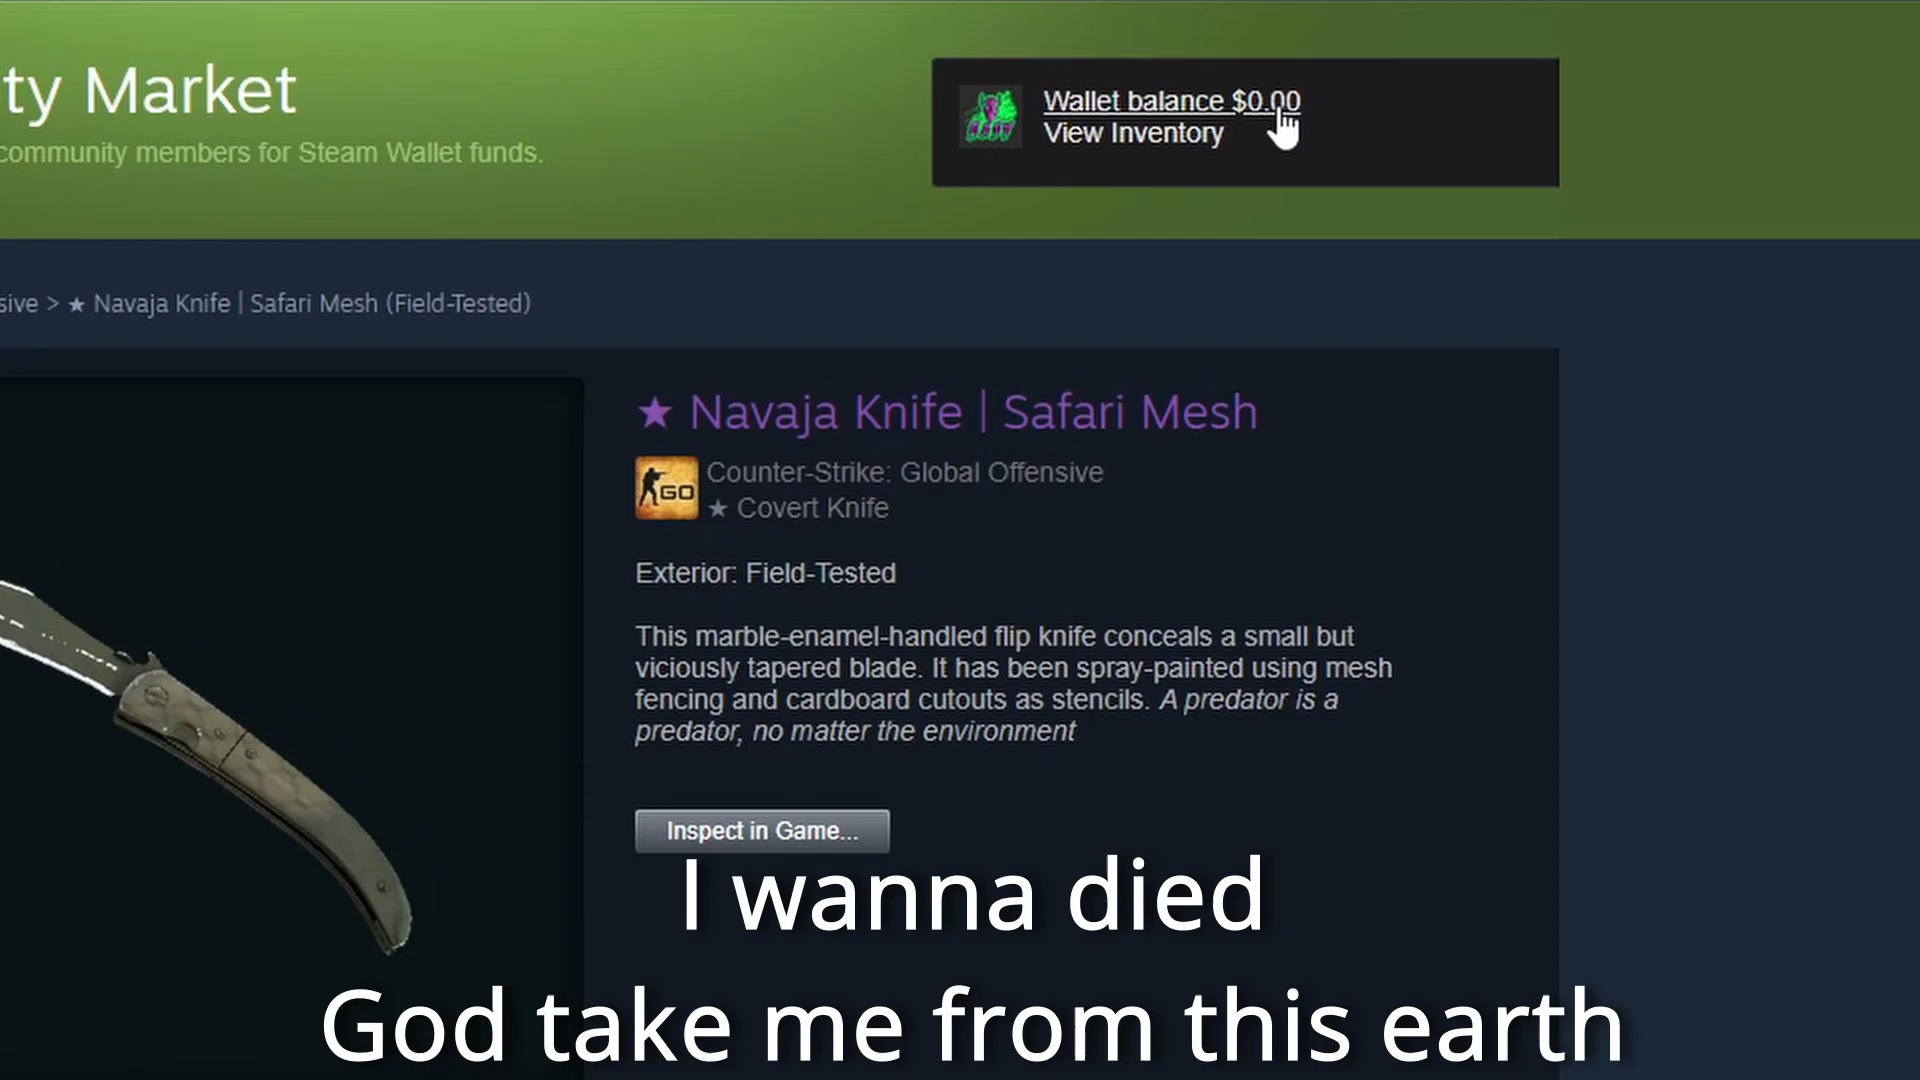 ty Market
community members for Steam Wallet funds.
Wallet balance $0.00
View Inventory
sive > ★ Navaja Knife | Safari Mesh (Field-Tested)
★ Navaja Knife | Safari Mesh
GO
Counter-Strike: Global Offensive
★ Covert Knife
Exterior: Field-Tested
This marble-enamel-handled flip knife conceals a small but
viciously tapered blade. It has been spray-painted using mesh
fencing and cardboard cutouts as stencils. A predator is a
predator, no matter the environment
Inspect in Game...
I wanna died
God take me from this earth